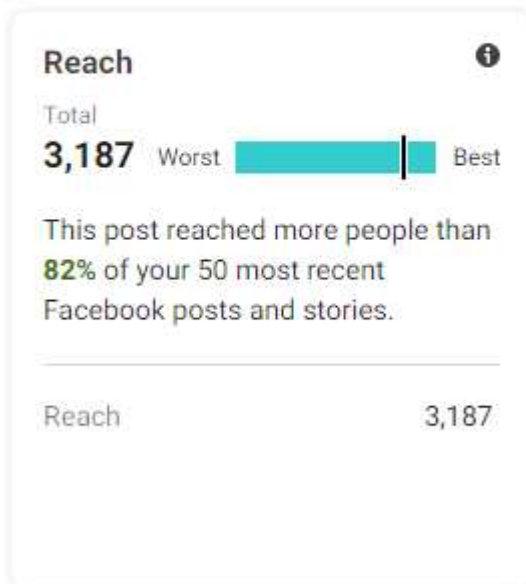 Reach
Total
3,187 Worst Best
This post reached more people than
82% of your 50 most recent
Facebook posts and stories.
Reach 3,187